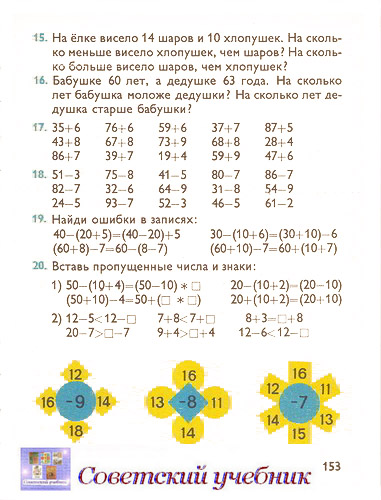 15. На ёлке висело 14 шаров и 10 хлопушек. На сколь-
ко меньше висело хлопушек, чем шаров? На сколь-
ко больше висело шаров, чем хлопушек?
16. Бабушке 60 лет, а дедушке 63 года. На сколько
лет бабушка моложе дедушки? На сколько лет де-
душка старше бабушки?
17. 35+6 76+6 59+6 37+7 87+5
43+8 67+8 73+9 68+8 28+4
86+7 39+7 19+4 59+9 47+6
18. 51−3 75−8 41−5 80−7 86−7
82−7 32−6 64−9 31−8 54−9
24−5 93−7 52−3 46−5 61−2
19. Найди ошибки в записях:
40−(20+5)=(40−20)+5 30−(10+6)=(30+10)−6
(60+8)−7=60−(8−7) (60+10)−7=60+(10+7)
20. Вставь пропущенные числа и знаки:
1) 50−(10+4)=(50−10) * □ 20−(10+2)=(20−10)
(50+10)−4=50+(□ * □) 20+(10+2)=(20+10)
2) 12−5<12−□ 7+8<7+□ 8+3=□+8
20−7>□−7 9+4>□+4 12−6<12−□
12
16 −9 14
18
16
13 −8 11
14
16
12 11
−7
14 13
15
153
Советский учебник
Советский учебник